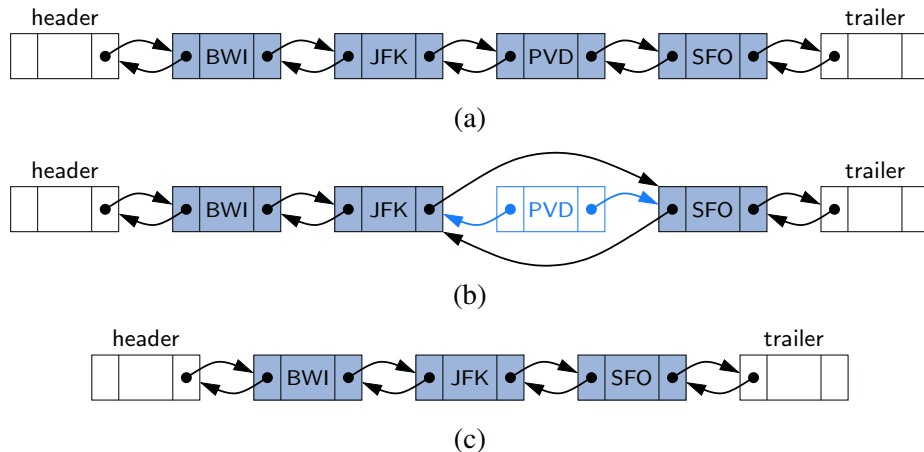 header trailer
BWI JFK PVD SFO
(a)
header trailer
BWI JFK PVD SFO
(b)
header trailer
BWI JFK SFO
(c)